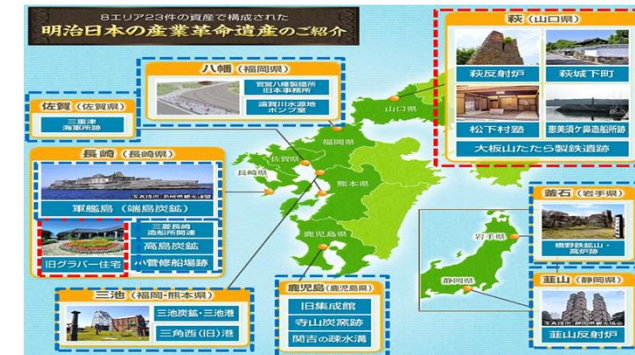 8エリア23件の資産で構成された
明治日本の産業革命遺産のご紹介
萩（山口県）
萩反射炉
萩城下町
松下村塾
恵美須ヶ鼻造船所跡
大板山たたら製鉄遺跡
八幡（福岡県）
官営八幡製鐵所
旧本事務所
遠賀川水源地
ポンプ室
佐賀（佐賀県）
三重津
海軍所跡
長崎（長崎県）
軍艦島（端島炭鉱）
旧グラバー住宅
三菱長崎
造船所関連
高島炭鉱
小菅修船場跡
三池（福岡・熊本県）
三池炭鉱・三池港
三角西（旧）港
鹿児島（鹿児島県）
旧集成館
寺山炭窯跡
関吉の疎水溝
釜石（岩手県）
橋野鉄鉱山・
高炉跡
韮山（静岡県）
韮山反射炉
山口県
福岡県
佐賀県
長崎県
熊本県
鹿児島県
岩手県
静岡県